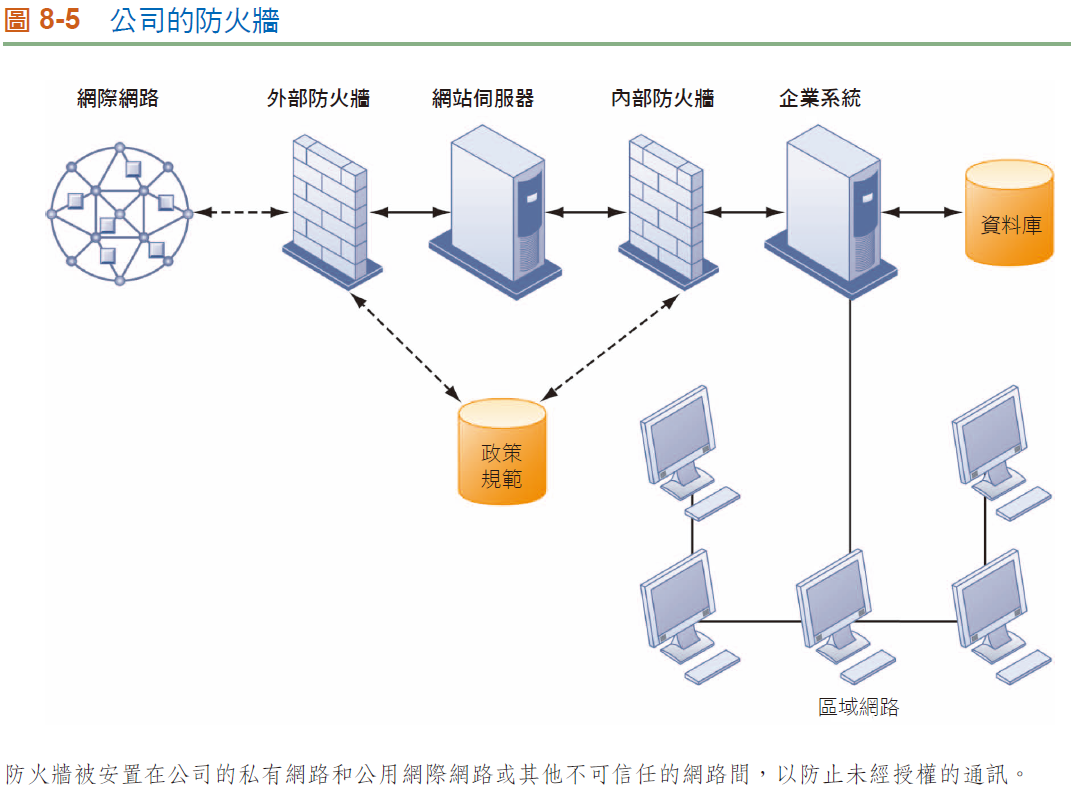 圖 8-5 公司的防火牆
網際網路 外部防火牆 網站伺服器 內部防火牆 企業系統
資料庫
政策
規範
區域網路
防火牆被安置在公司的私有網路和公用網際網路或其他不可信任的網路間，以防止未經授權的通訊。